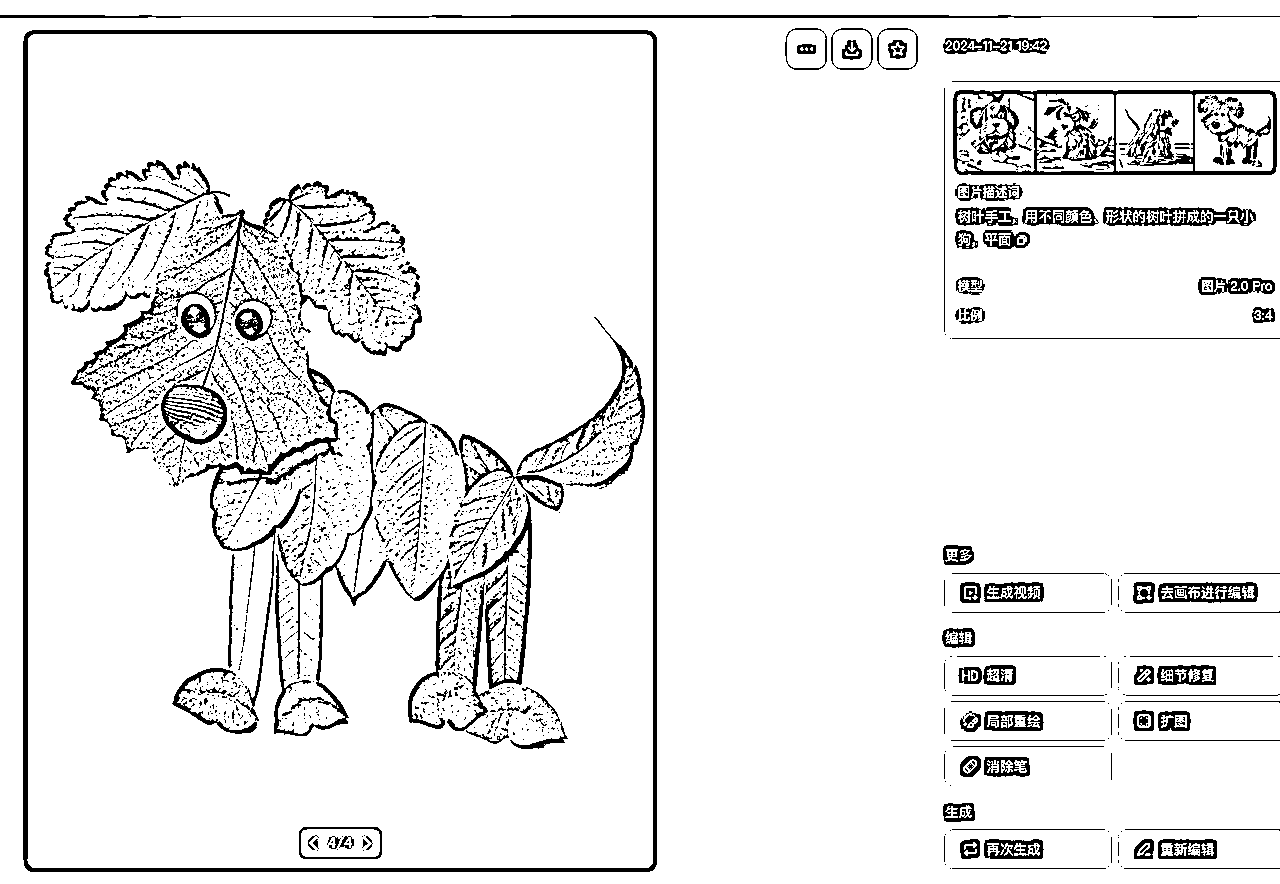 2024-11-21 19:42
图片描述词
树叶手工，用不同颜色、形状的树叶拼成的一只小
狗，平面
模型 图片 2.0 Pro
比例 3:4
更多
生成视频 去画布进行编辑
编辑
HD 超清 细节修复
局部重绘 扩图
消除笔
生成
再次生成 重新编辑
4/4